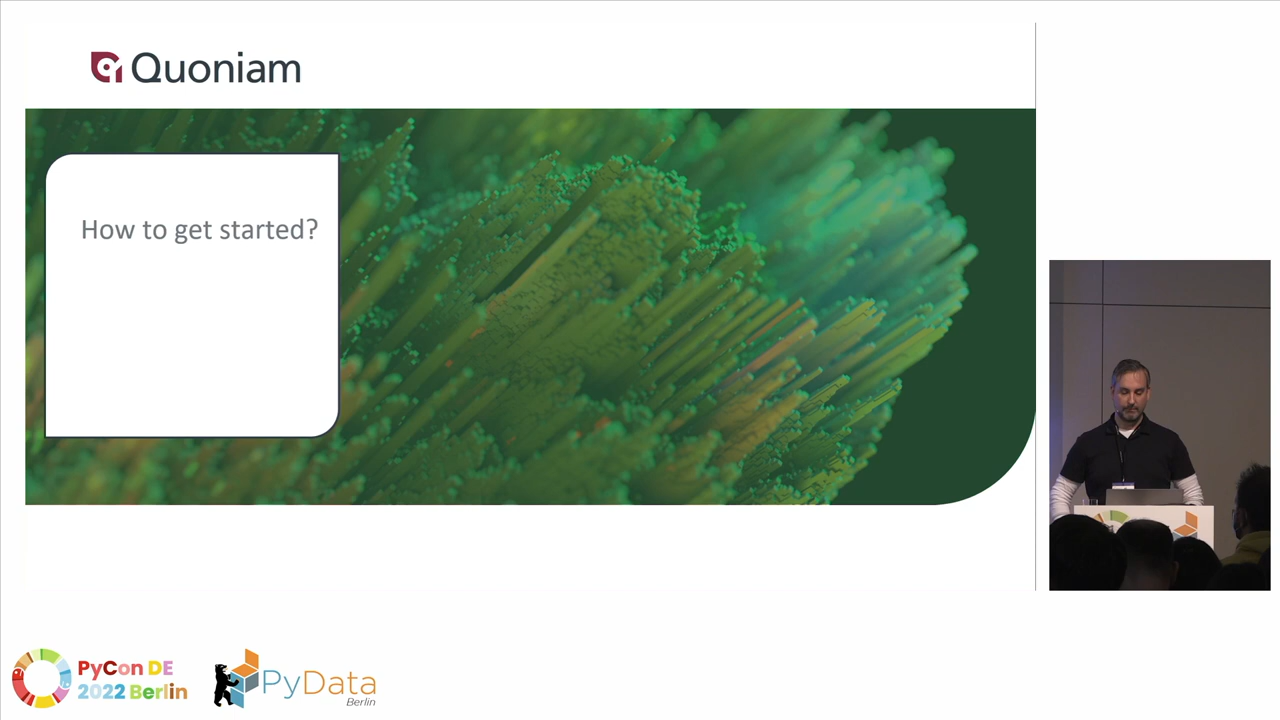 Quoniam
How to get started?
PyCon DE
2022 Berlin
PyData
Berlin